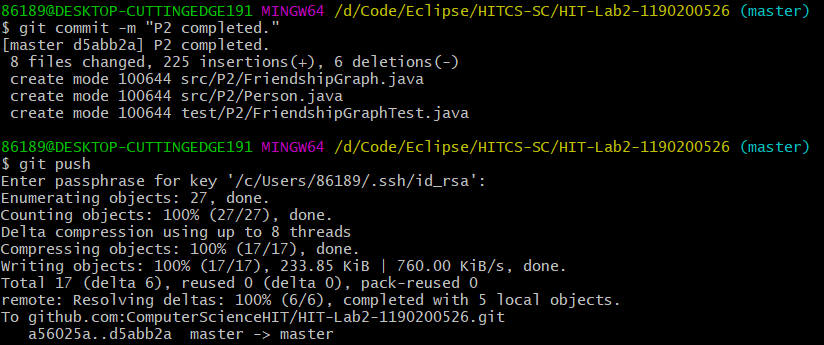 86189@DESKTOP-CUTTINGEDGE191 MINGW64 /d/Code/Eclipse/HITCS-SC/HIT-Lab2-1190200526 (master)
$ git commit -m "P2 completed."
[master d5abb2a] P2 completed.
 8 files changed, 225 insertions(+), 6 deletions(-)
 create mode 100644 src/P2/FriendshipGraph.java
 create mode 100644 src/P2/Person.java
 create mode 100644 test/P2/FriendshipGraphTest.java

86189@DESKTOP-CUTTINGEDGE191 MINGW64 /d/Code/Eclipse/HITCS-SC/HIT-Lab2-1190200526 (master)
$ git push
Enter passphrase for key '/c/Users/86189/.ssh/id_rsa':
Enumerating objects: 27, done.
Counting objects: 100% (27/27), done.
Delta compression using up to 8 threads
Compressing objects: 100% (17/17), done.
Writing objects: 100% (17/17), 233.85 KiB | 760.00 KiB/s, done.
Total 17 (delta 6), reused 0 (delta 0), pack-reused 0
remote: Resolving deltas: 100% (6/6), completed with 5 local objects.
To github.com:ComputerScienceHIT/HIT-Lab2-1190200526.git
   a56025a..d5abb2a  master -> master